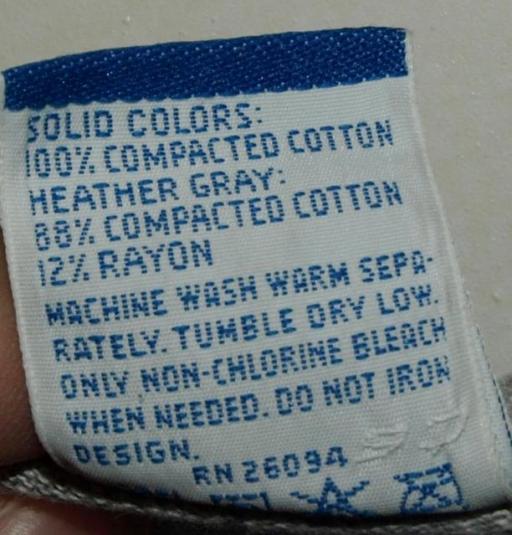 SOLID COLORS:
100% COMPACTED COTTON
HEATHER GRAY:
88% COMPACTED COTTON
12% RAYON
MACHINE WASH WARM SEPA-
RATELY. TUMBLE DRY LOW.
ONLY NON-CHLORINE BLEACH
WHEN NEEDED. DO NOT IRON
DESIGN.
RN 26094